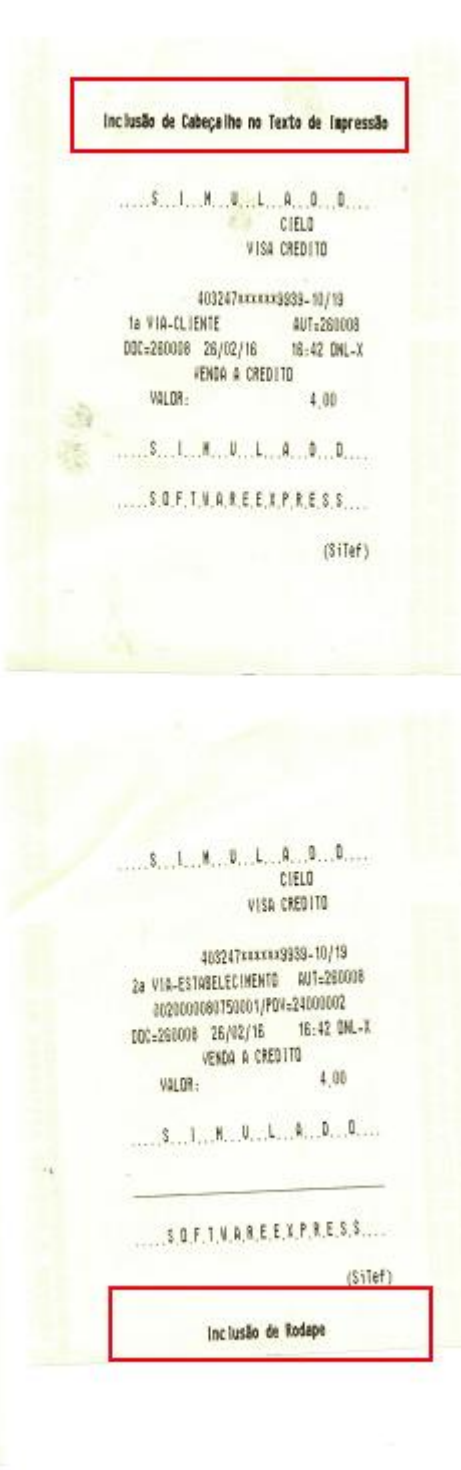 Inclusão de Cabeçalho no Texto de Impressão
.....S...I...M...U...L...A...D...O....
CIELO
VISA CREDITO
403247xxxxxx9939-10/19
1a VIA-CLIENTE AUT=260008
DOC=260008 26/02/16 16:42 ONL-X
VENDA A CREDITO
VALOR: 4,00
.....S...I...M...U...L...A...D...O....
.....S.O.F.T.W.A.R.E.E.X.P.R.E.S.S....
(SiTef)
.....S...I...M...U...L...A...D...O....
CIELO
VISA CREDITO
403247xxxxxx9939-10/19
2a VIA-ESTABELECIMENTO AUT=260008
0020000080750001/PDV=24000002
DOC=260008 26/02/16 16:42 ONL-X
VENDA A CREDITO
VALOR: 4,00
.....S...I...M...U...L...A...D...O....
.....S.O.F.T.W.A.R.E.E.X.P.R.E.S.S....
(SiTef)
Inclusão de Rodape